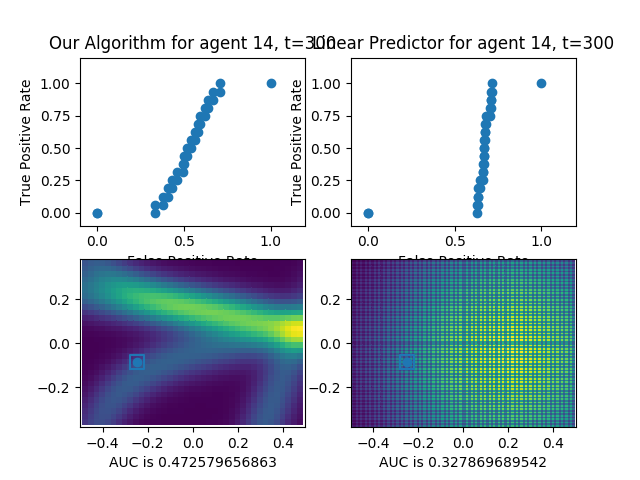 Our Algorithm for agent 14, t=300
Linear Predictor for agent 14, t=300
True Positive Rate
1.00
0.75
0.50
0.25
0.00
0.0 0.5 1.0
False Positive Rate
True Positive Rate
1.00
0.75
0.50
0.25
0.00
0.0 0.5 1.0
False Positive Rate
0.2
0.0
−0.2
−0.4 −0.2 0.0 0.2 0.4
AUC is 0.472579656863
0.2
0.0
−0.2
−0.4 −0.2 0.0 0.2 0.4
AUC is 0.327869689542